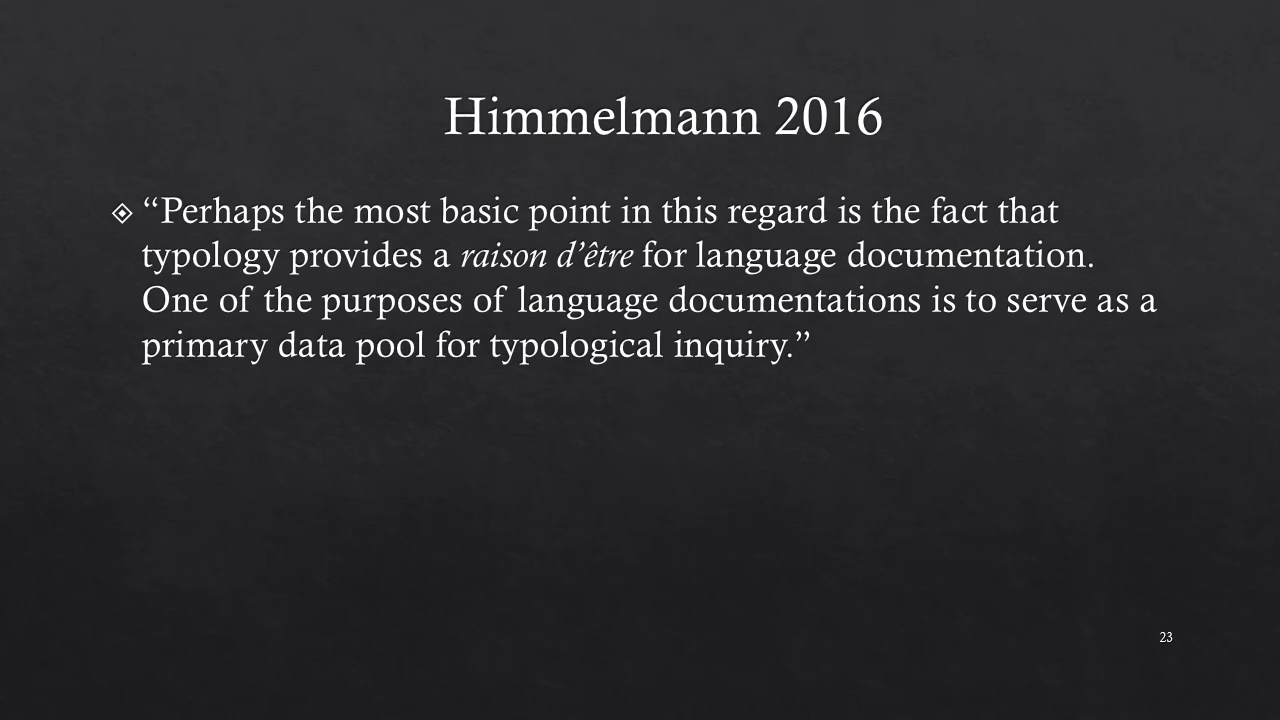 Himmelmann 2016
“Perhaps the most basic point in this regard is the fact that
typology provides a raison d’être for language documentation.
One of the purposes of language documentations is to serve as a
primary data pool for typological inquiry.”
23